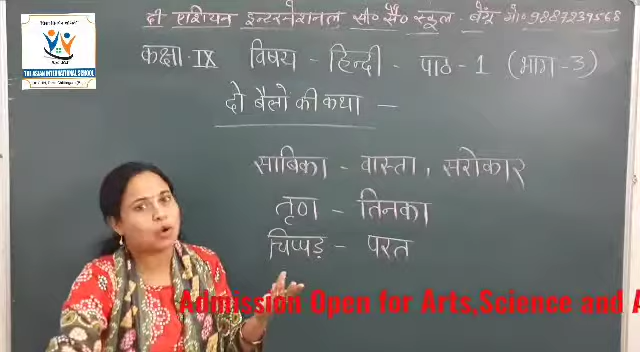 दी एशियन इन्टरनेशनल सी० सै० स्कूल - मो० 9887239568
कक्षा - IX विषय - हिन्दी - पाठ - 1 (भाग - 3)
THE ASIAN INTERNATIONAL SCHOOL
दो बैलो की कथा —
साबिका - वास्ता, सरोकार
तृण - तिनका
चिप्पड़ - परत
Admission Open for Arts,Science and A